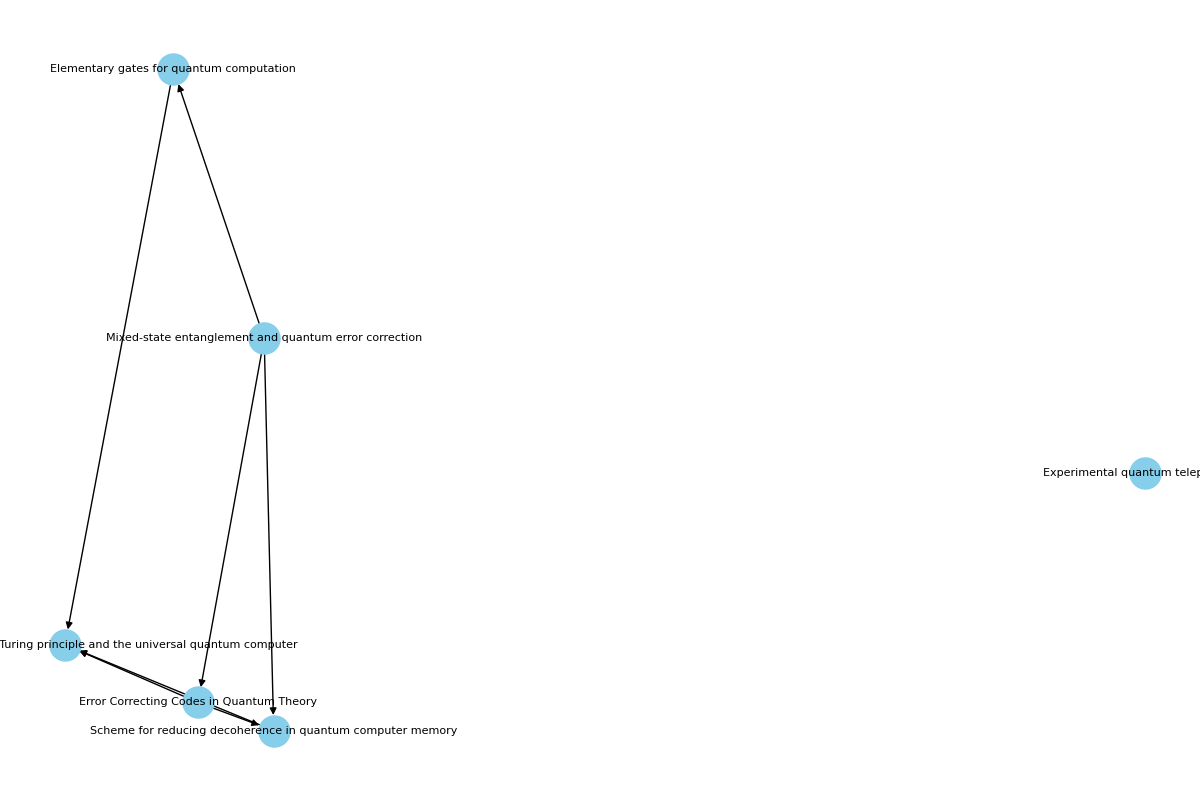 Elementary gates for quantum computation
Mixed-state entanglement and quantum error correction
Experimental quantum
Turing principle and the universal quantum computer
Error Correcting Codes in Quantum Theory
Scheme for reducing decoherence in quantum computer memory